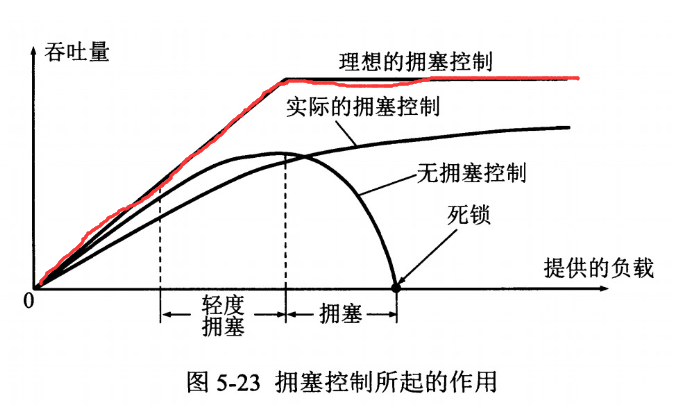 吞吐量
理想的拥塞控制
实际的拥塞控制
无拥塞控制
死锁
提供的负载
0
轻度
拥塞
拥塞
图 5-23 拥塞控制所起的作用